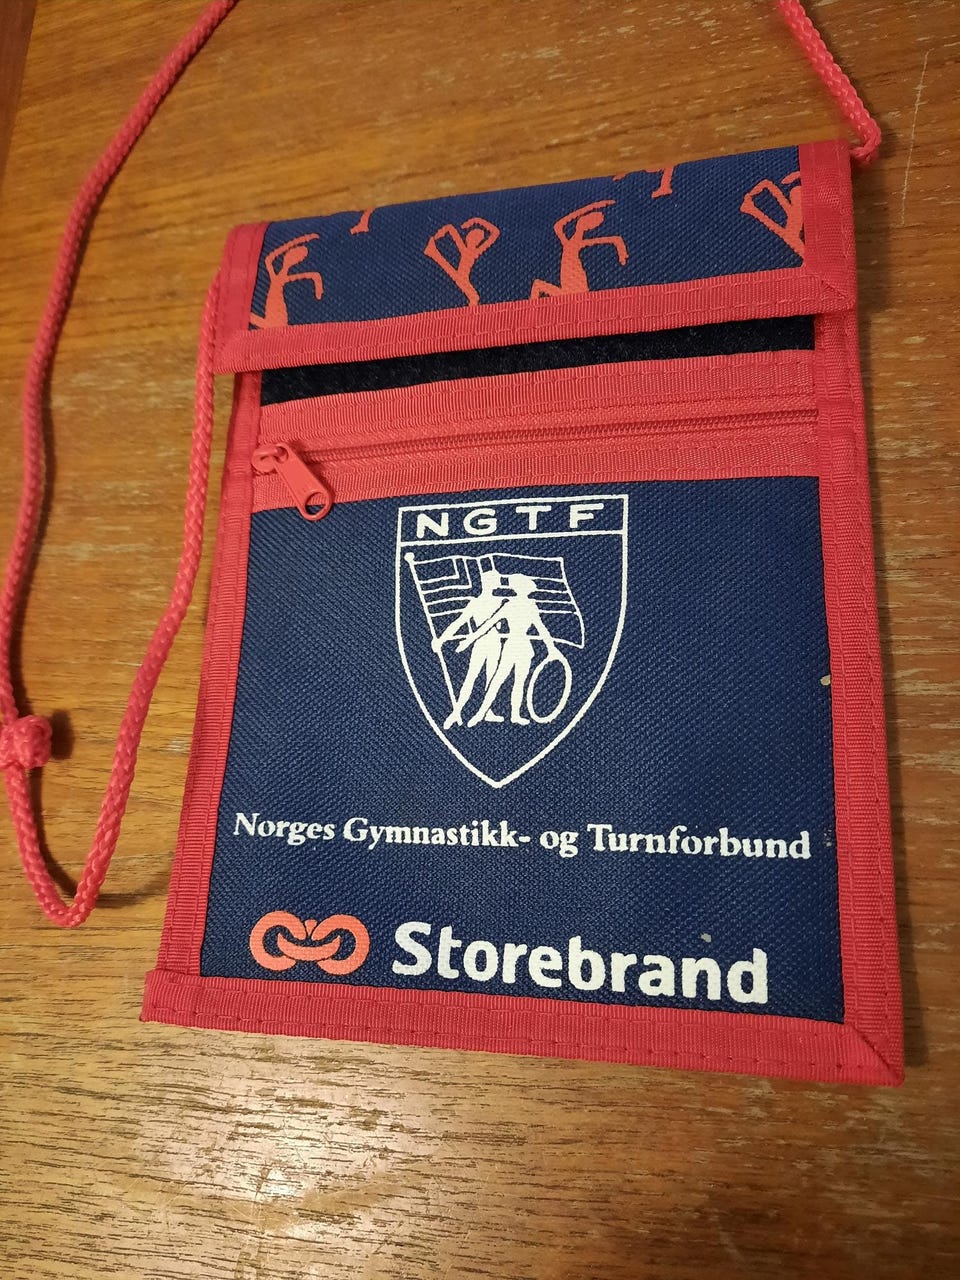 NGTF
Norges Gymnastikk- og Turnforbund
Storebrand